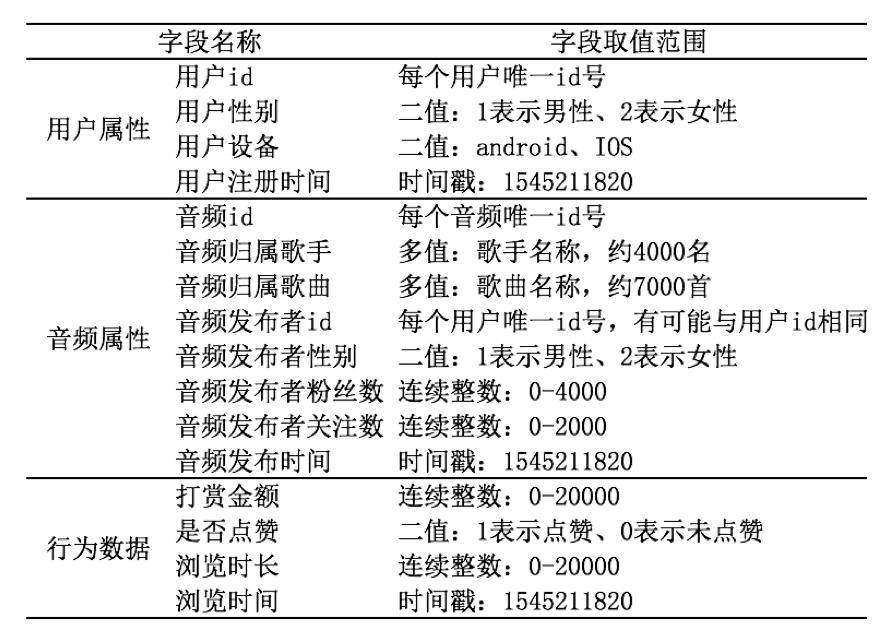 字段名称 字段取值范围
用户属性
用户id 每个用户唯一id号
用户性别 二值：1表示男性、2表示女性
用户设备 二值：android、IOS
用户注册时间 时间戳：1545211820
音频属性
音频id 每个音频唯一id号
音频归属歌手 多值：歌手名称，约4000名
音频归属歌曲 多值：歌曲名称，约7000首
音频发布者id 每个用户唯一id号，有可能与用户id相同
音频发布者性别 二值：1表示男性、2表示女性
音频发布者粉丝数 连续整数：0-4000
音频发布者关注数 连续整数：0-2000
音频发布时间 时间戳：1545211820
行为数据
打赏金额 连续整数：0-20000
是否点赞 二值：1表示点赞、0表示未点赞
浏览时长 连续整数：0-20000
浏览时间 时间戳：1545211820